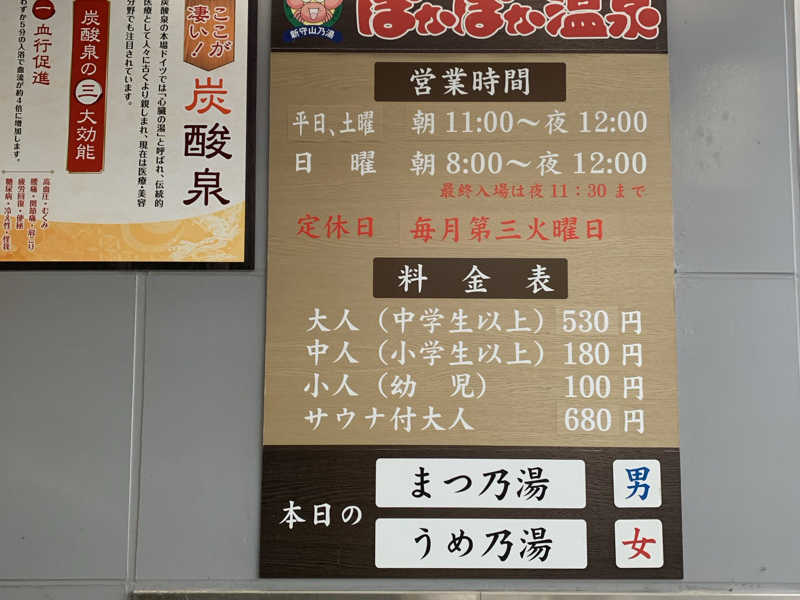 ここが
凄い！
炭酸泉
炭酸泉の本場ドイツでは「心臓の湯」と呼ばれ、伝統的
医療として人々に古くより親しまれ、現在は医療・美容
分野でも注目されています。
炭酸泉の三大効能
一 血行促進
わずか5分の入浴で血流が約4倍に増加します。
高血圧・むくみ
腰痛・関節痛・肩こり
疲労回復・便秘
糖尿病・冷え性・怪我
新守山乃湯
ぽかぽか温泉
営業時間
平日、土曜 朝 11:00〜夜 12:00
日 曜 朝 8:00〜夜 12:00
最終入場は夜 11：30 まで
定休日 毎月第三火曜日
料 金 表
大人（中学生以上）530 円
中人（小学生以上）180 円
小人（幼 児） 100 円
サウナ付大人 680 円
本日の
まつ乃湯 男
うめ乃湯 女